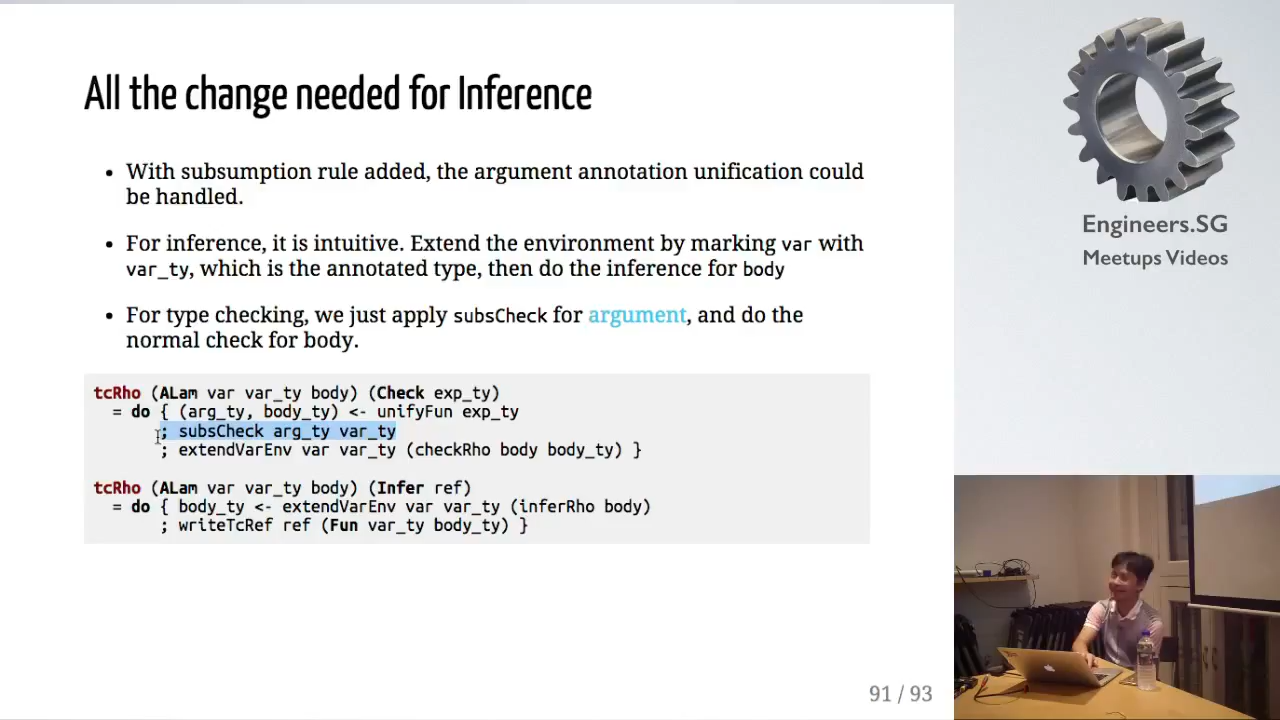 All the change needed for Inference
• With subsumption rule added, the argument annotation unification could
be handled.
• For inference, it is intuitive. Extend the environment by marking var with
var_ty, which is the annotated type, then do the inference for body
• For type checking, we just apply subsCheck for argument, and do the
normal check for body.
tcRho (ALam var var_ty body) (Check exp_ty)
= do { (arg_ty, body_ty) <- unifyFun exp_ty
; subsCheck arg_ty var_ty
; extendVarEnv var var_ty (checkRho body body_ty) }
tcRho (ALam var var_ty body) (Infer ref)
= do { body_ty <- extendVarEnv var var_ty (inferRho body)
; writeTcRef ref (Fun var_ty body_ty) }
91 / 93
Engineers.SG
Meetups Videos